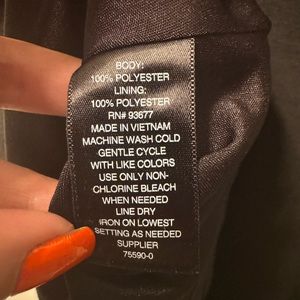 BODY:
100% POLYESTER
LINING:
100% POLYESTER
RN# 93677
MADE IN VIETNAM
MACHINE WASH COLD
GENTLE CYCLE
WITH LIKE COLORS
USE ONLY NON-
CHLORINE BLEACH
WHEN NEEDED
LINE DRY
IRON ON LOWEST
SETTING AS NEEDED
SUPPLIER
75590-0